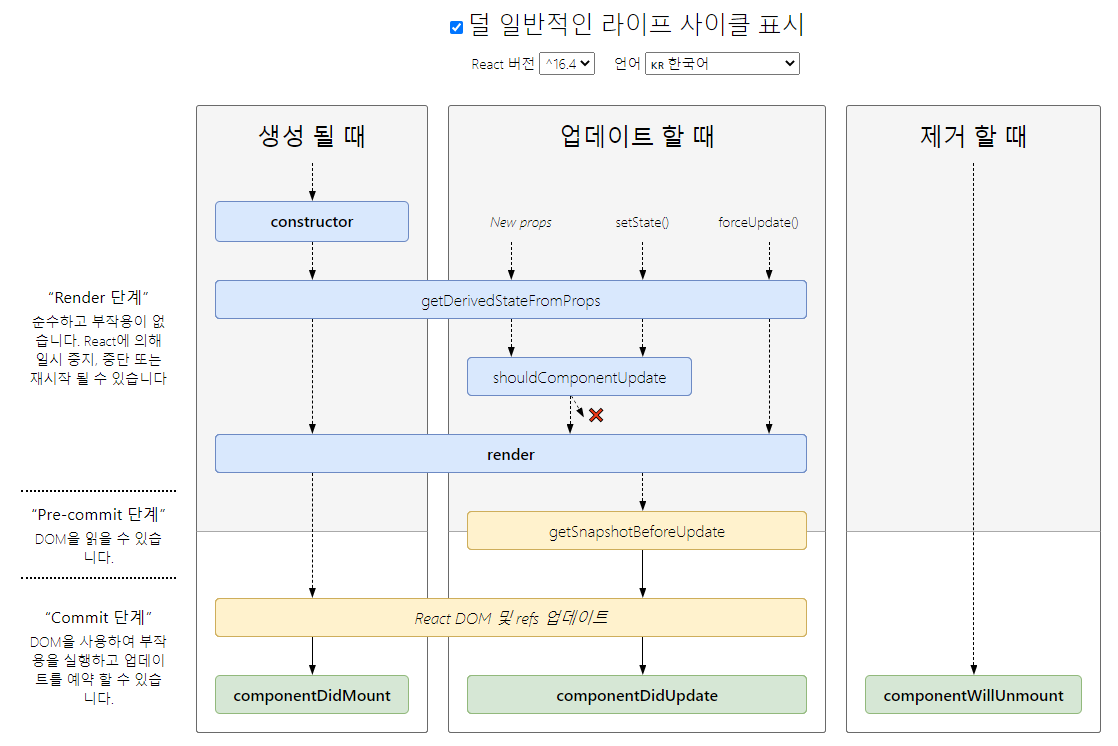 덜 일반적인 라이프 사이클 표시
React 버전 ^16.4 언어 KR 한국어
생성 될 때
업데이트 할 때
제거 할 때
constructor
New props
setState()
forceUpdate()
“Render 단계”
순수하고 부작용이 없
습니다. React에 의해
일시 중지, 중단 또는
재시작 될 수 있습니다
getDerivedStateFromProps
shouldComponentUpdate
render
“Pre-commit 단계”
DOM을 읽을 수 있습
니다.
getSnapshotBeforeUpdate
“Commit 단계”
DOM을 사용하여 부작
용을 실행하고 업데이
트를 예약 할 수 있습
니다.
React DOM 및 refs 업데이트
componentDidMount
componentDidUpdate
componentWillUnmount